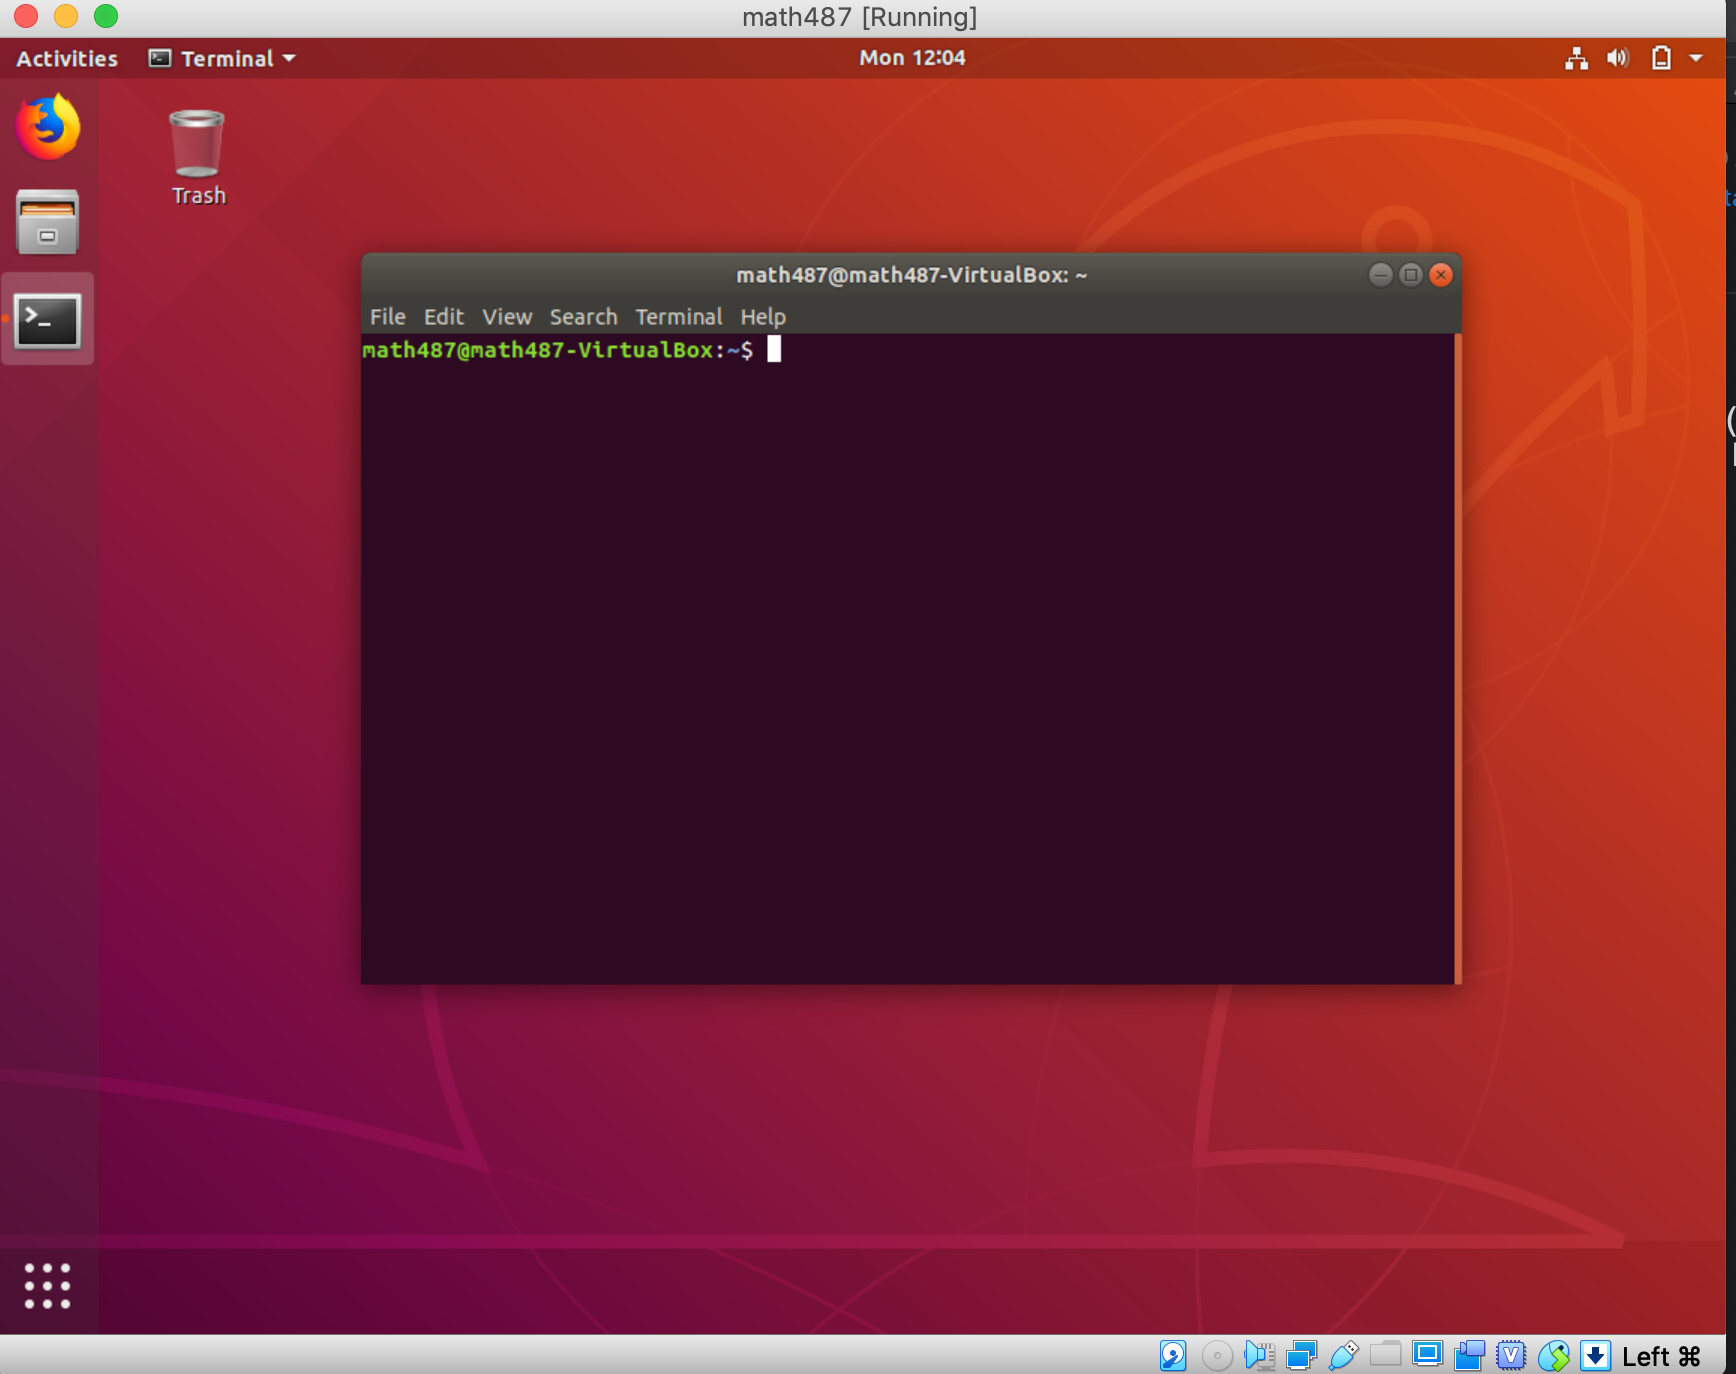 math487 [Running]
Activities Terminal Mon 12:04
Trash
math487@math487-VirtualBox: ~
File Edit View Search Terminal Help
math487@math487-VirtualBox:~$
Left ⌘